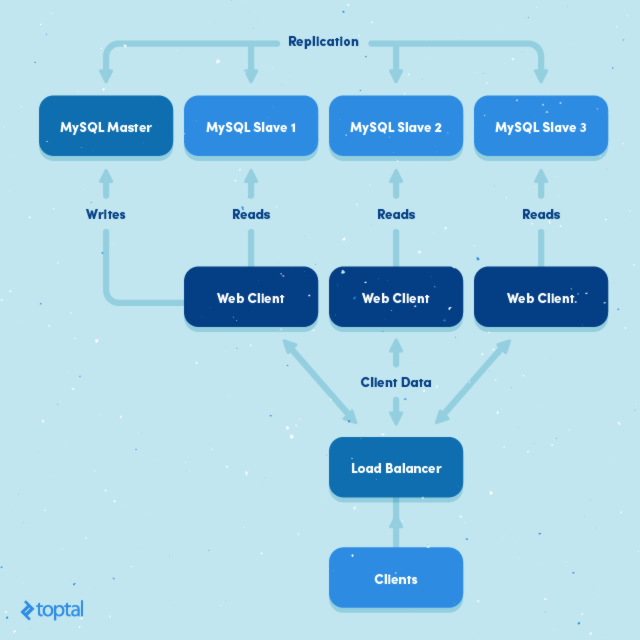 Replication
MySQL Master
MySQL Slave 1
MySQL Slave 2
MySQL Slave 3
Writes
Reads
Reads
Reads
Web Client
Web Client
Web Client
Client Data
Load Balancer
Clients
toptal